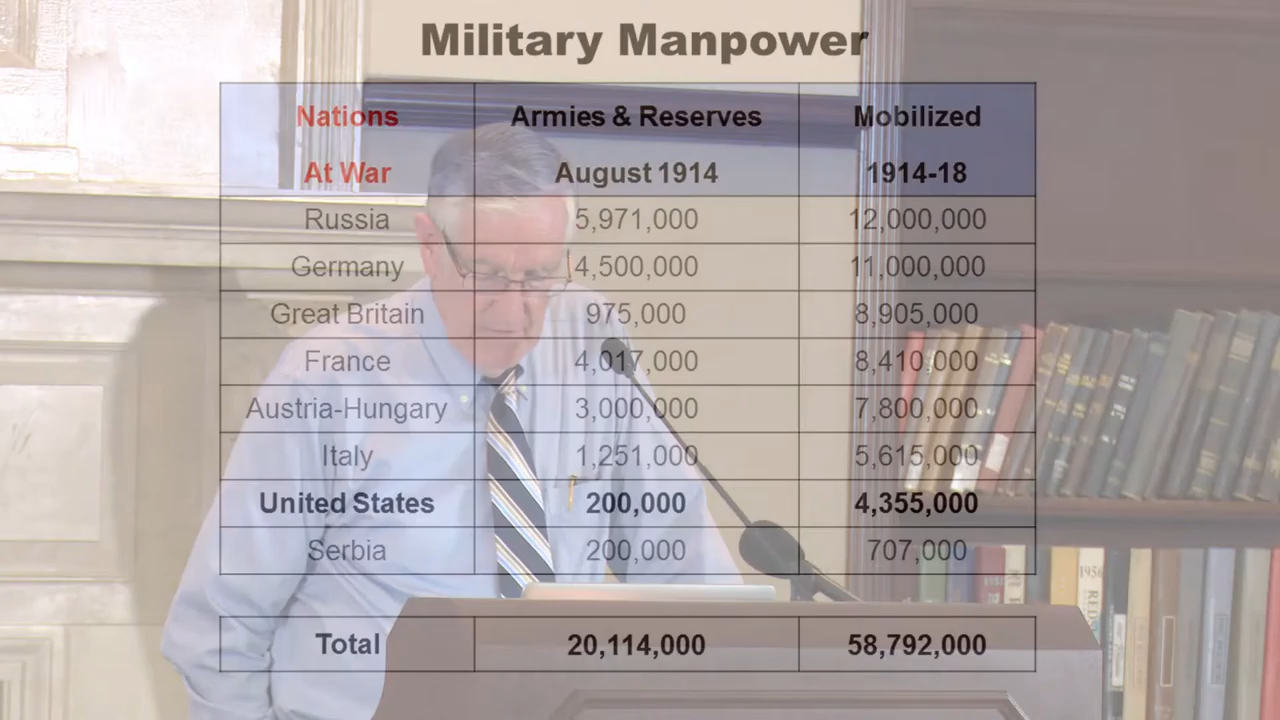 Military Manpower
Nations Armies & Reserves Mobilized
At War August 1914 1914-18
Russia 5,971,000 12,000,000
Germany 4,500,000 11,000,000
Great Britain 975,000 8,905,000
France 4,017,000 8,410,000
Austria-Hungary 3,000,000 7,800,000
Italy 1,251,000 5,615,000
United States 200,000 4,355,000
Serbia 200,000 707,000
1956
Total 20,114,000 58,792,000